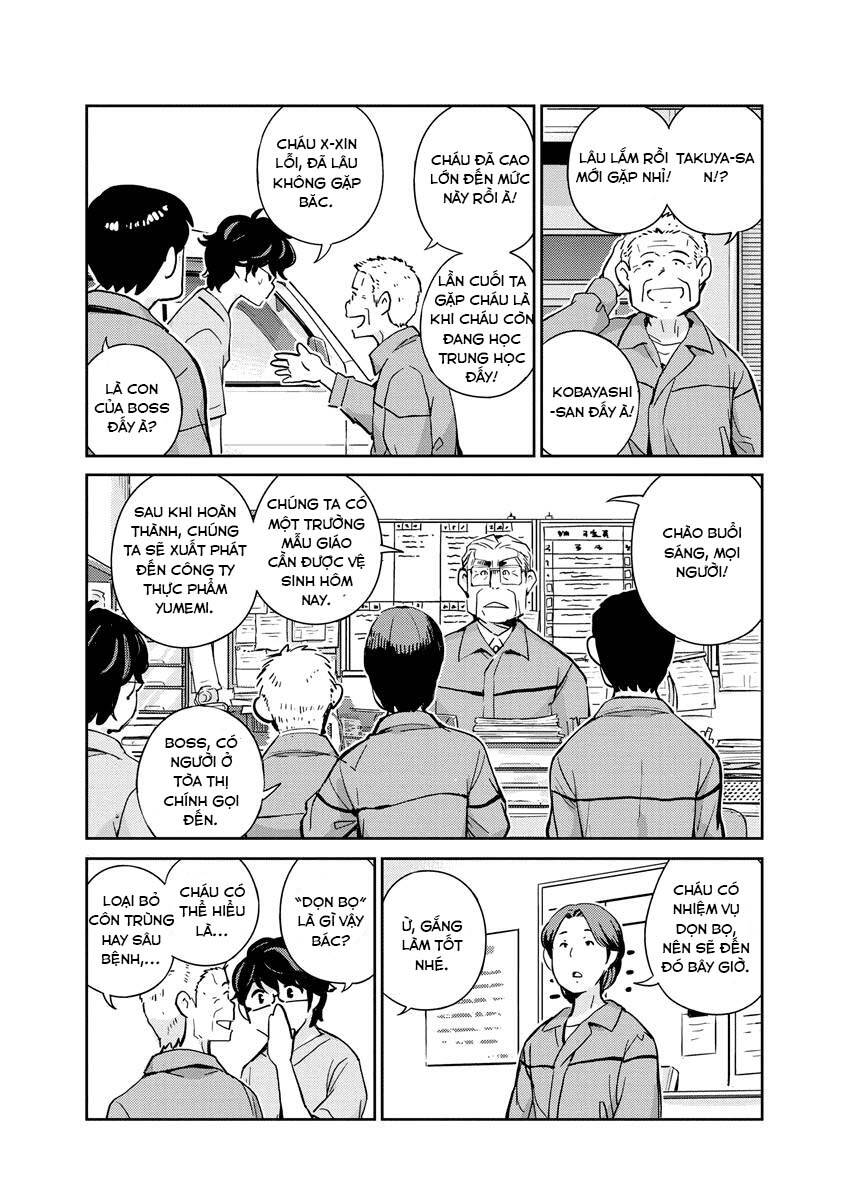 TAKUYA-SA
N!?
LÂU LẮM RỒI
MỚI GẶP NHỈ!
KOBAYASHI
-SAN ĐẤY À!
CHÁU ĐÃ CAO
LỚN ĐẾN MỨC
NÀY RỒI À!
LẦN CUỐI TA
GẶP CHÁU LÀ
KHI CHÁU CÒN
ĐANG HỌC
TRUNG HỌC
ĐẤY!
CHÁU X-XIN
LỖI, ĐÃ LÂU
KHÔNG GẶP
BĂC.
LÀ CON
CỦA BOSS
ĐẤY À?
CHÀO BUỔI
SÁNG, MỌI
NGƯỜI!
CHÚNG TA CÓ
MỘT TRƯỜNG
MẪU GIÁO
CẦN ĐƯỢC VỆ
SINH HÔM
NAY.
SAU KHI HOÀN
THÀNH, CHÚNG
TA SẼ XUẤT PHÁT
ĐẾN CÔNG TY
THỰC PHẨM
YUMEMI.
BOSS, CÓ
NGƯỜI Ở
TÒA THỊ
CHÍNH GỌI
ĐẾN.
CHÁU CÓ
NHIỆM VỤ
DỌN BỌ,
NÊN SẼ ĐẾN
ĐÓ BÂY GIỜ.
Ừ, GẮNG
LÀM TỐT
NHÉ.
"DỌN BỌ"
LÀ GÌ VẬY
BÁC?
CHÁU CÓ
THỂ HIỂU
LÀ...
LOẠI BỎ
CÔN TRÙNG
HAY SÂU
BỆNH,...